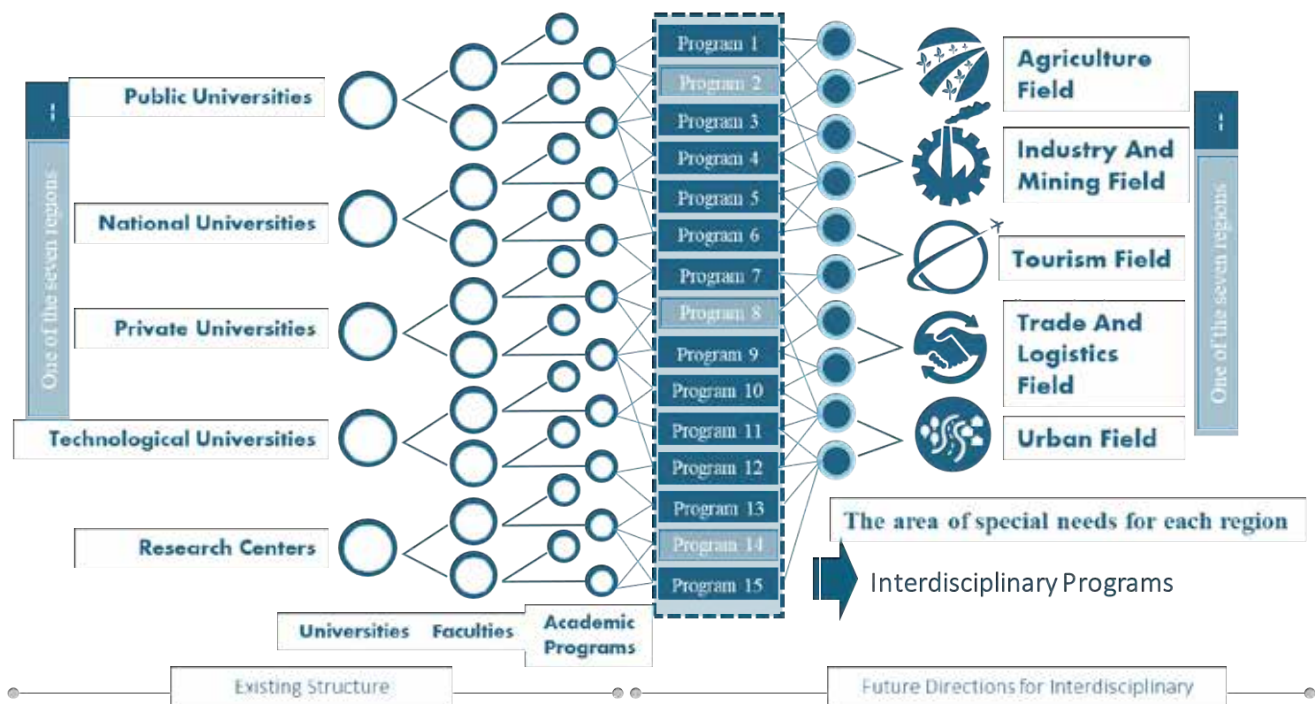 One of the seven regions
Public Universities
National Universities
Private Universities
Technological Universities
Research Centers
Universities
Faculties
Academic
Programs
Program 1
Program 2
Program 3
Program 4
Program 5
Program 6
Program 7
Program 8
Program 9
Program 10
Program 11
Program 12
Program 13
Program 14
Program 15
Agriculture
Field
Industry And
Mining Field
Tourism Field
Trade And
Logistics
Field
Urban Field
One of the seven regions
The area of special needs for each region
Interdisciplinary Programs
Existing Structure
Future Directions for Interdisciplinary